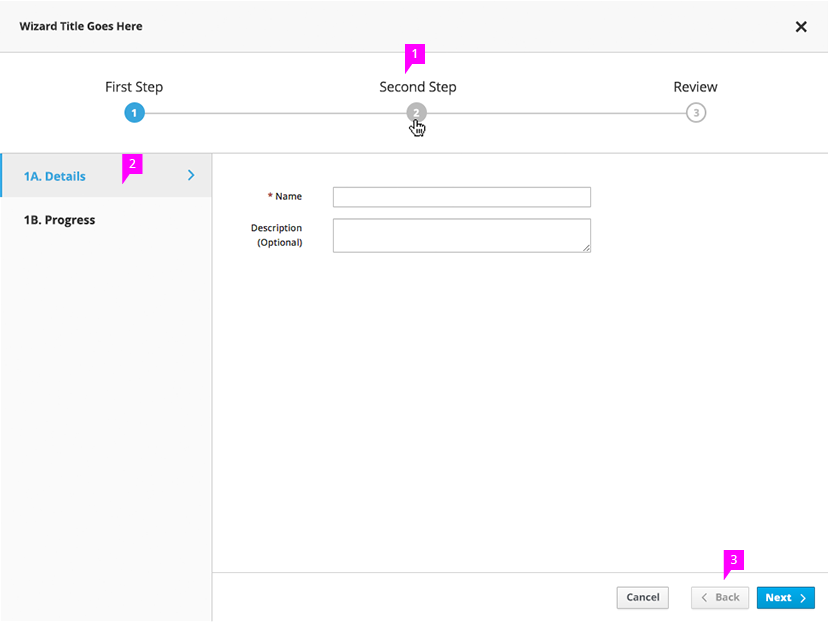 Wizard Title Goes Here
1
First Step
Second Step
Review
1
2
3
1A. Details
2
1B. Progress
* Name
Description
(Optional)
3
Cancel
Back
Next